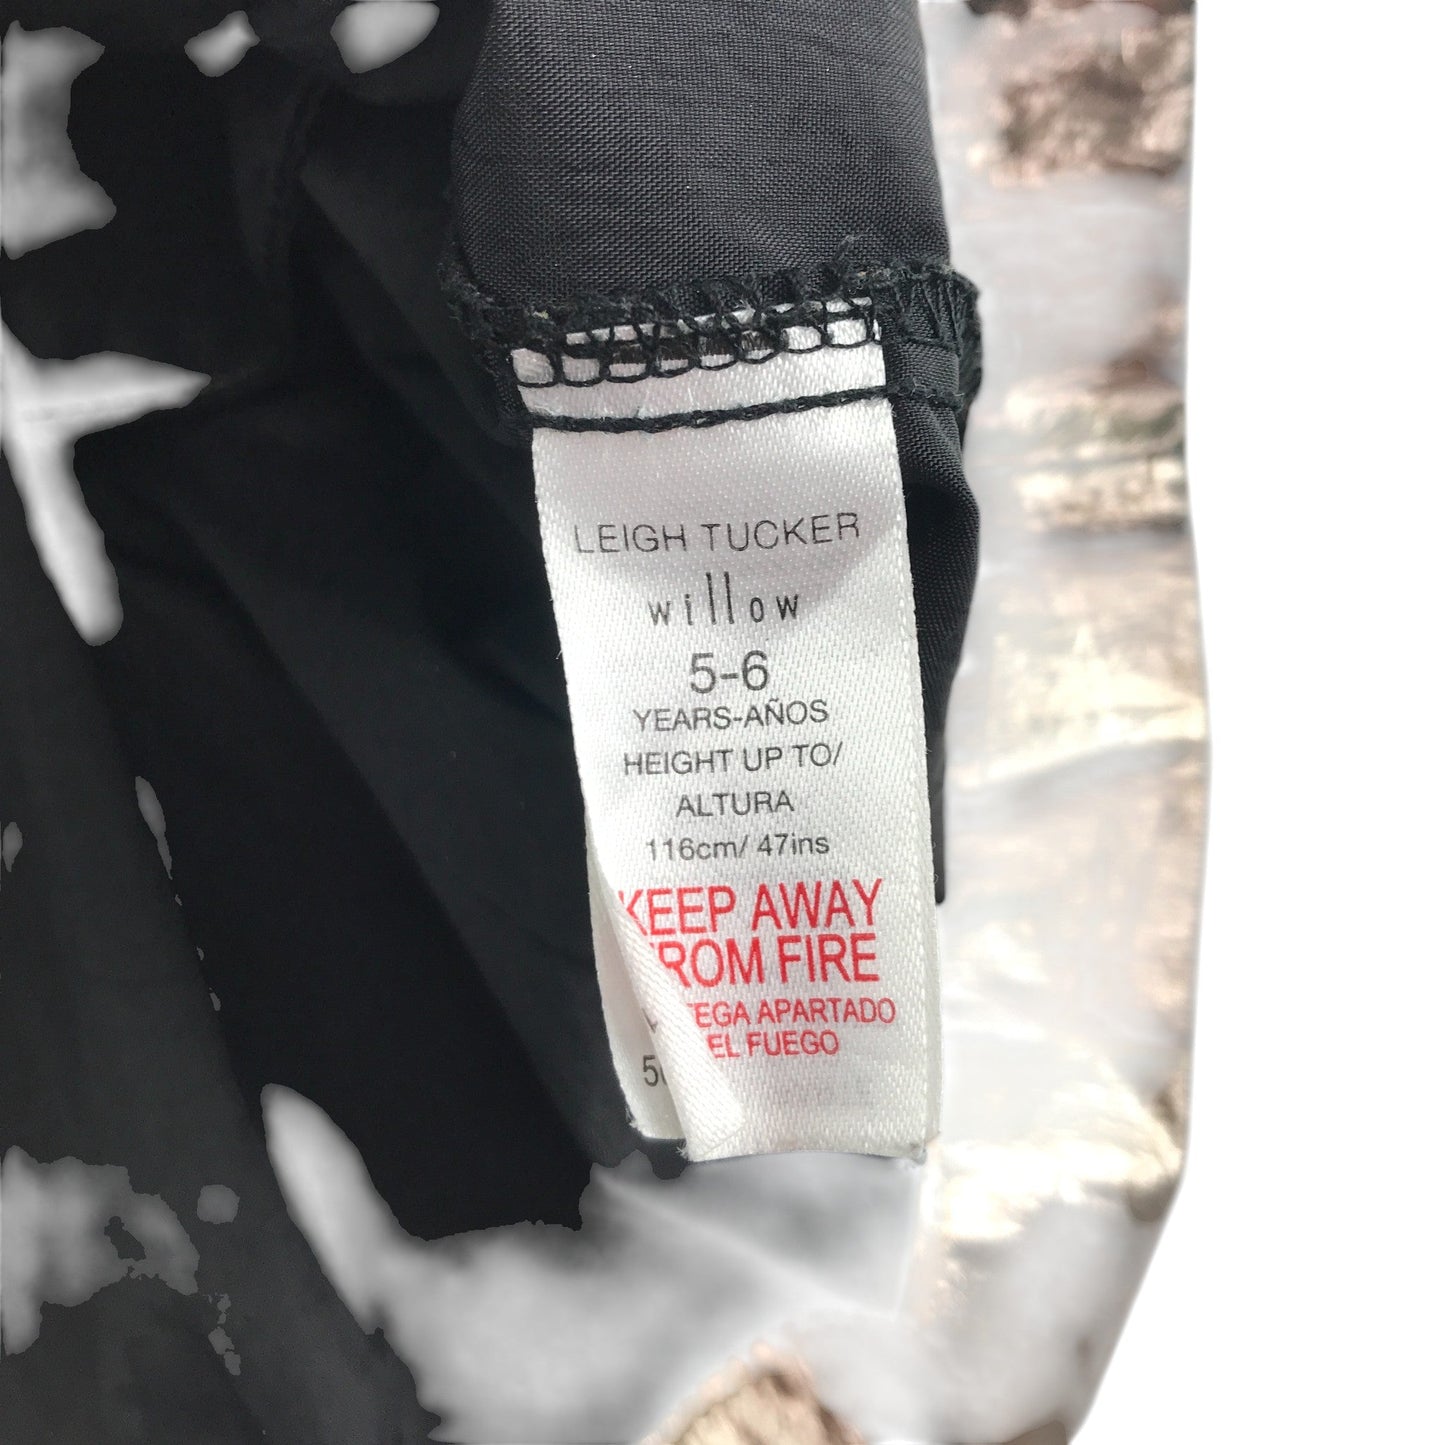 LEIGH TUCKER
willow
5-6
YEARS-AÑOS
HEIGHT UP TO/
ALTURA
116cm/ 47ins
KEEP AWAY
FROM FIRE
APARTADO
EL FUEGO